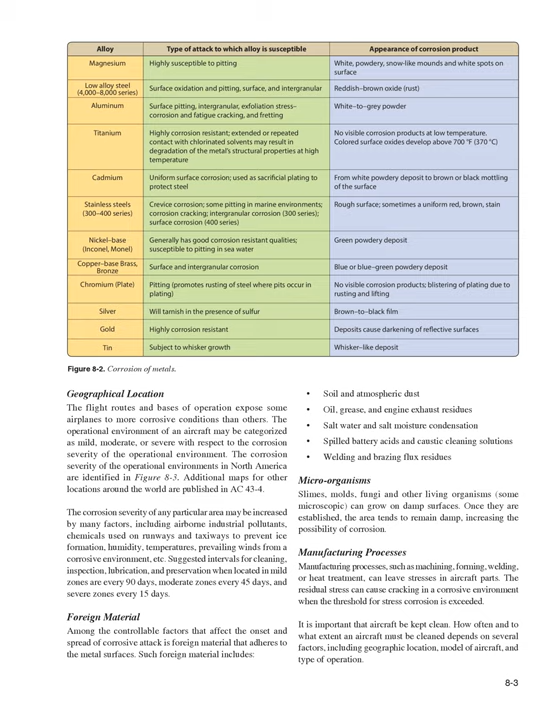 Alloy
Type of attack to which alloy is susceptible
Appearance of corrosion product
Magnesium
Highly susceptible to pitting
White, powdery, snow-like mounds and white spots on
surface
Low alloy steel
(4,000–8,000 series)
Surface oxidation and pitting, surface, and intergranular
Reddish–brown oxide (rust)
Aluminum
Surface pitting, intergranular, exfoliation stress–
corrosion and fatigue cracking, and fretting
White–to–grey powder
Titanium
Highly corrosion resistant; extended or repeated
contact with chlorinated solvents may result in
degradation of the metal's structural properties at high
temperature
No visible corrosion products at low temperature.
Colored surface oxides develop above 700 °F (370 °C)
Cadmium
Uniform surface corrosion; used as sacrificial plating to
protect steel
From white powdery deposit to brown or black mottling
of the surface
Stainless steels
(300–400 series)
Crevice corrosion; some pitting in marine environments;
corrosion cracking; intergranular corrosion (300 series);
surface corrosion (400 series)
Rough surface; sometimes a uniform red, brown, stain
Nickel–base
(Inconel, Monel)
Generally has good corrosion resistant qualities;
susceptible to pitting in sea water
Green powdery deposit
Copper–base Brass,
Bronze
Surface and intergranular corrosion
Blue or blue–green powdery deposit
Chromium (Plate)
Pitting (promotes rusting of steel where pits occur in
plating)
No visible corrosion products; blistering of plating due to
rusting and lifting
Silver
Will tarnish in the presence of sulfur
Brown–to–black film
Gold
Highly corrosion resistant
Deposits cause darkening of reflective surfaces
Tin
Subject to whisker growth
Whisker–like deposit
Figure 8-2. Corrosion of metals.
Geographical Location
The flight routes and bases of operation expose some
airplanes to more corrosive conditions than others. The
operational environment of an aircraft may be categorized
as mild, moderate, or severe with respect to the corrosion
severity of the operational environment. The corrosion
severity of the operational environments in North America
are identified in Figure 8-3. Additional maps for other
locations around the world are published in AC 43-4.
The corrosion severity of any particular area may be increased
by many factors, including airborne industrial pollutants,
chemicals used on runways and taxiways to prevent ice
formation, humidity, temperatures, prevailing winds from a
corrosive environment, etc. Suggested intervals for cleaning,
inspection, lubrication, and preservation when located in mild
zones are every 90 days, moderate zones every 45 days, and
severe zones every 15 days.
Foreign Material
Among the controllable factors that affect the onset and
spread of corrosive attack is foreign material that adheres to
the metal surfaces. Such foreign material includes:
• Soil and atmospheric dust
• Oil, grease, and engine exhaust residues
• Salt water and salt moisture condensation
• Spilled battery acids and caustic cleaning solutions
• Welding and brazing flux residues
Micro-organisms
Slimes, molds, fungi and other living organisms (some
microscopic) can grow on damp surfaces. Once they are
established, the area tends to remain damp, increasing the
possibility of corrosion.
Manufacturing Processes
Manufacturing processes, such as machining, forming, welding,
or heat treatment, can leave stresses in aircraft parts. The
residual stress can cause cracking in a corrosive environment
when the threshold for stress corrosion is exceeded.
It is important that aircraft be kept clean. How often and to
what extent an aircraft must be cleaned depends on several
factors, including geographic location, model of aircraft, and
type of operation.
8-3